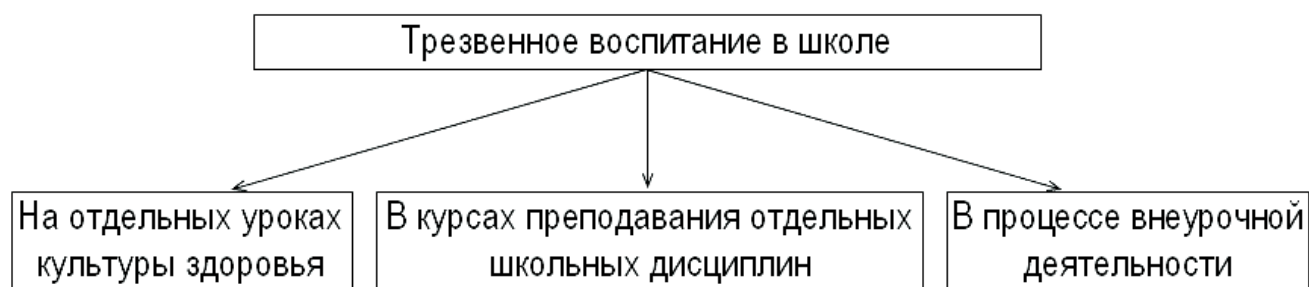 Трезвенное воспитание в школе
На отдельных уроках
культуры здоровья
В курсах преподавания отдельных
школьных дисциплин
В процессе внеурочной
деятельности